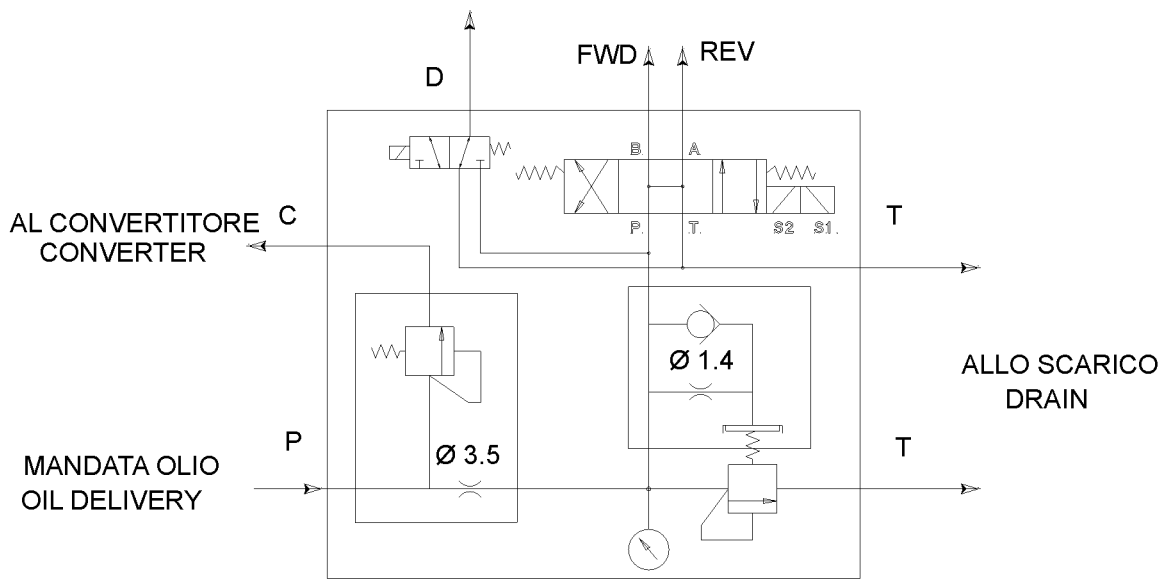 FWD
REV
D
B.
A.
AL CONVERTITORE
CONVERTER
C
P.
.T.
S2
S1.
T
Ø 1.4
ALLO SCARICO
DRAIN
P
Ø 3.5
T
MANDATA OLIO
OIL DELIVERY